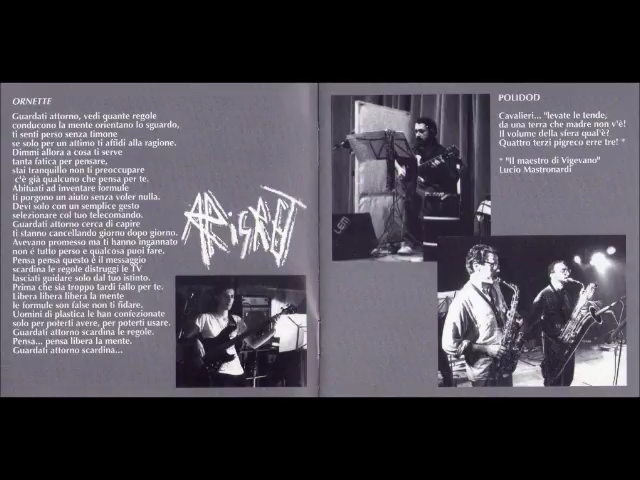 ORNETTE
Guardati attorno, vedi quante regole
conducono la mente orientano lo sguardo,
ti senti perso senza timone
se solo per un attimo ti affidi alla ragione.
Dimmi allora a cosa ti serve
tanta fatica per pensare,
stai tranquillo non ti preoccupare
c'è già qualcuno che pensa per te.
Abituati ad inventare formule
ti porgono un aiuto senza voler nulla.
Devi solo con un semplice gesto
selezionare col tuo telecomando.
Guardati attorno cerca di capire
ti stanno cancellando giorno dopo giorno.
Avevano promesso ma ti hanno ingannato
non é tutto perso e qualcosa puoi fare.
Pensa pensa questo è il messaggio
scardina le regole distruggi le TV
lasciati guidare solo dal tuo istinto.
Prima che sia troppo tardi fallo per te.
Libera libera libera la mente
le formule son false non ti fidare.
Uomini di plastica le han confezionate
solo per poterti avere, per poterti usare.
Guardati attorno scardina le regole.
Pensa... pensa libera la mente.
Guardati attorno scardina...
POLIDOD
Cavalieri... "levate le tende,
da una terra che madre non v'è!
Il volume della sfera qual'è?
Quattro terzi pigreco erre tre! *
* "Il maestro di Vigevano"
Lucio Mastronardi
LEM